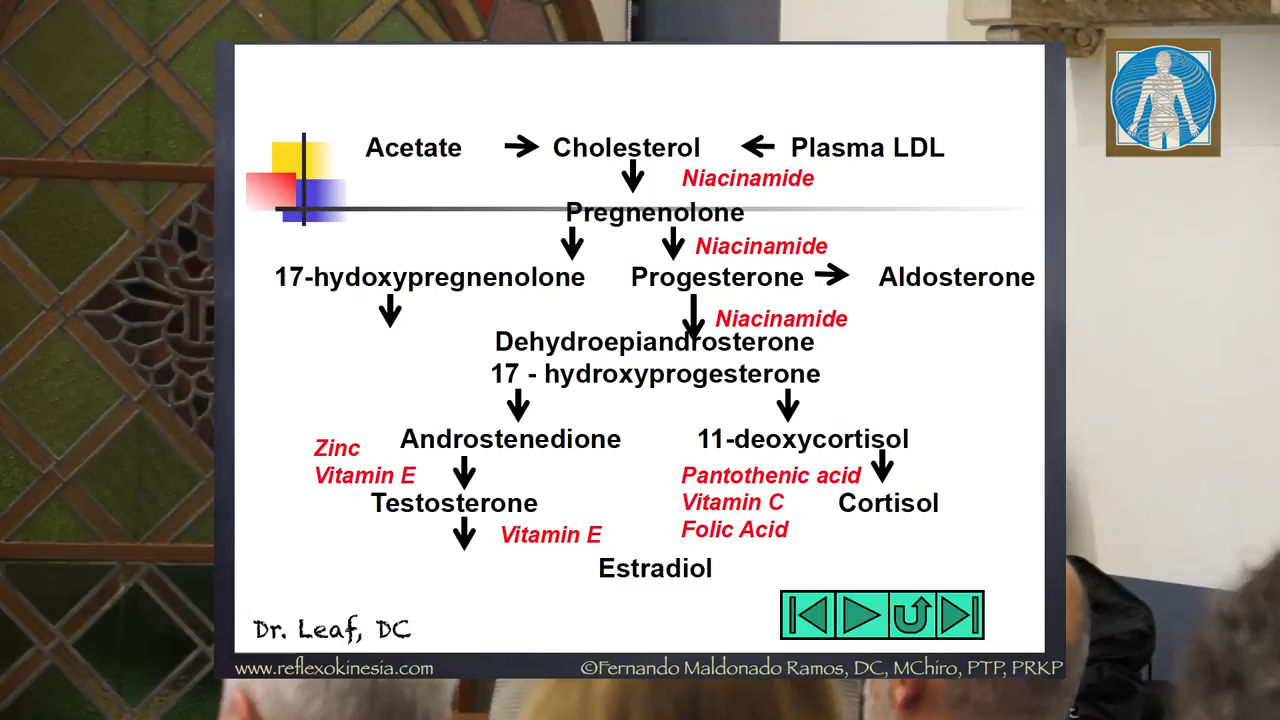 Acetate → Cholesterol ← Plasma LDL
Niacinamide
Pregnenolone
Niacinamide
17-hydoxypregnenolone Progesterone → Aldosterone
Niacinamide
Dehydroepiandrosterone
17 - hydroxyprogesterone
Androstenedione 11-deoxycortisol
Zinc
Vitamin E Pantothenic acid
Testosterone Vitamin C Cortisol
Folic Acid
Vitamin E
Estradiol
Dr. Leaf, DC
www.reflexokinesia.com ©Fernando Maldonado Ramos, DC, MChiro, PTP, PRKP